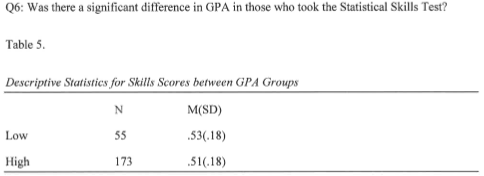 Q6: Was there a significant difference in GPA in those who took the Statistical Skills Test?
Table 5.
Descriptive Statistics for Skills Scores between GPA Groups
N M(SD)
Low 55 .53(.18)
High 173 .51(.18)